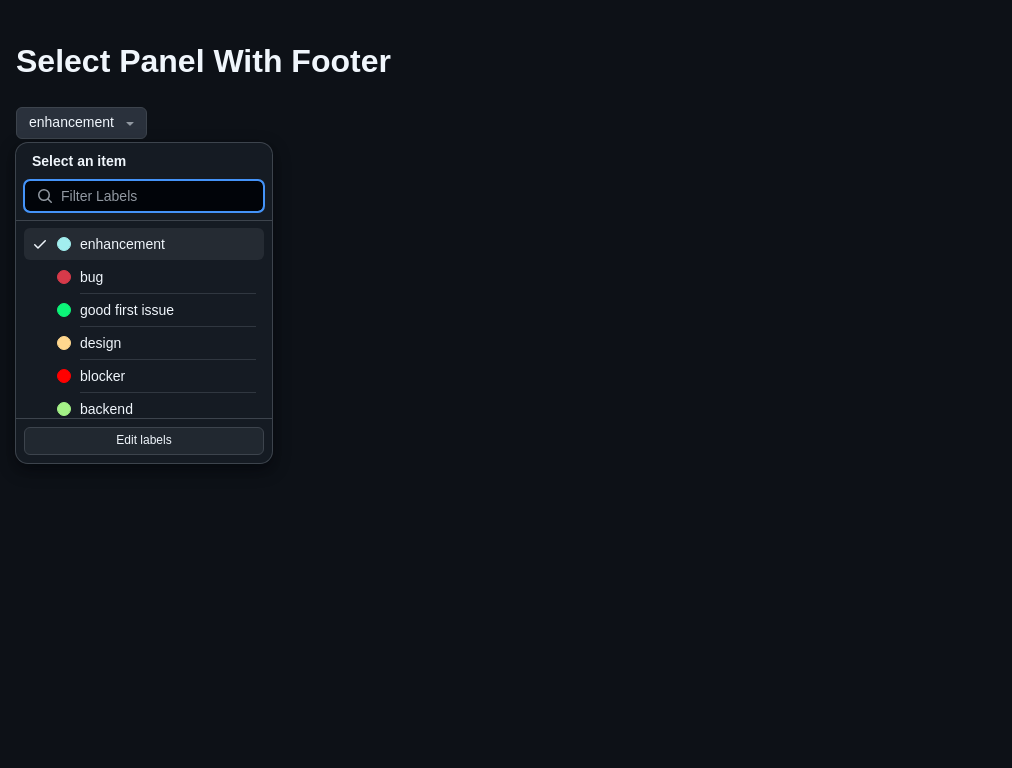 Select Panel With Footer
enhancement
Select an item
Filter Labels
enhancement
bug
good first issue
design
blocker
backend
Edit labels